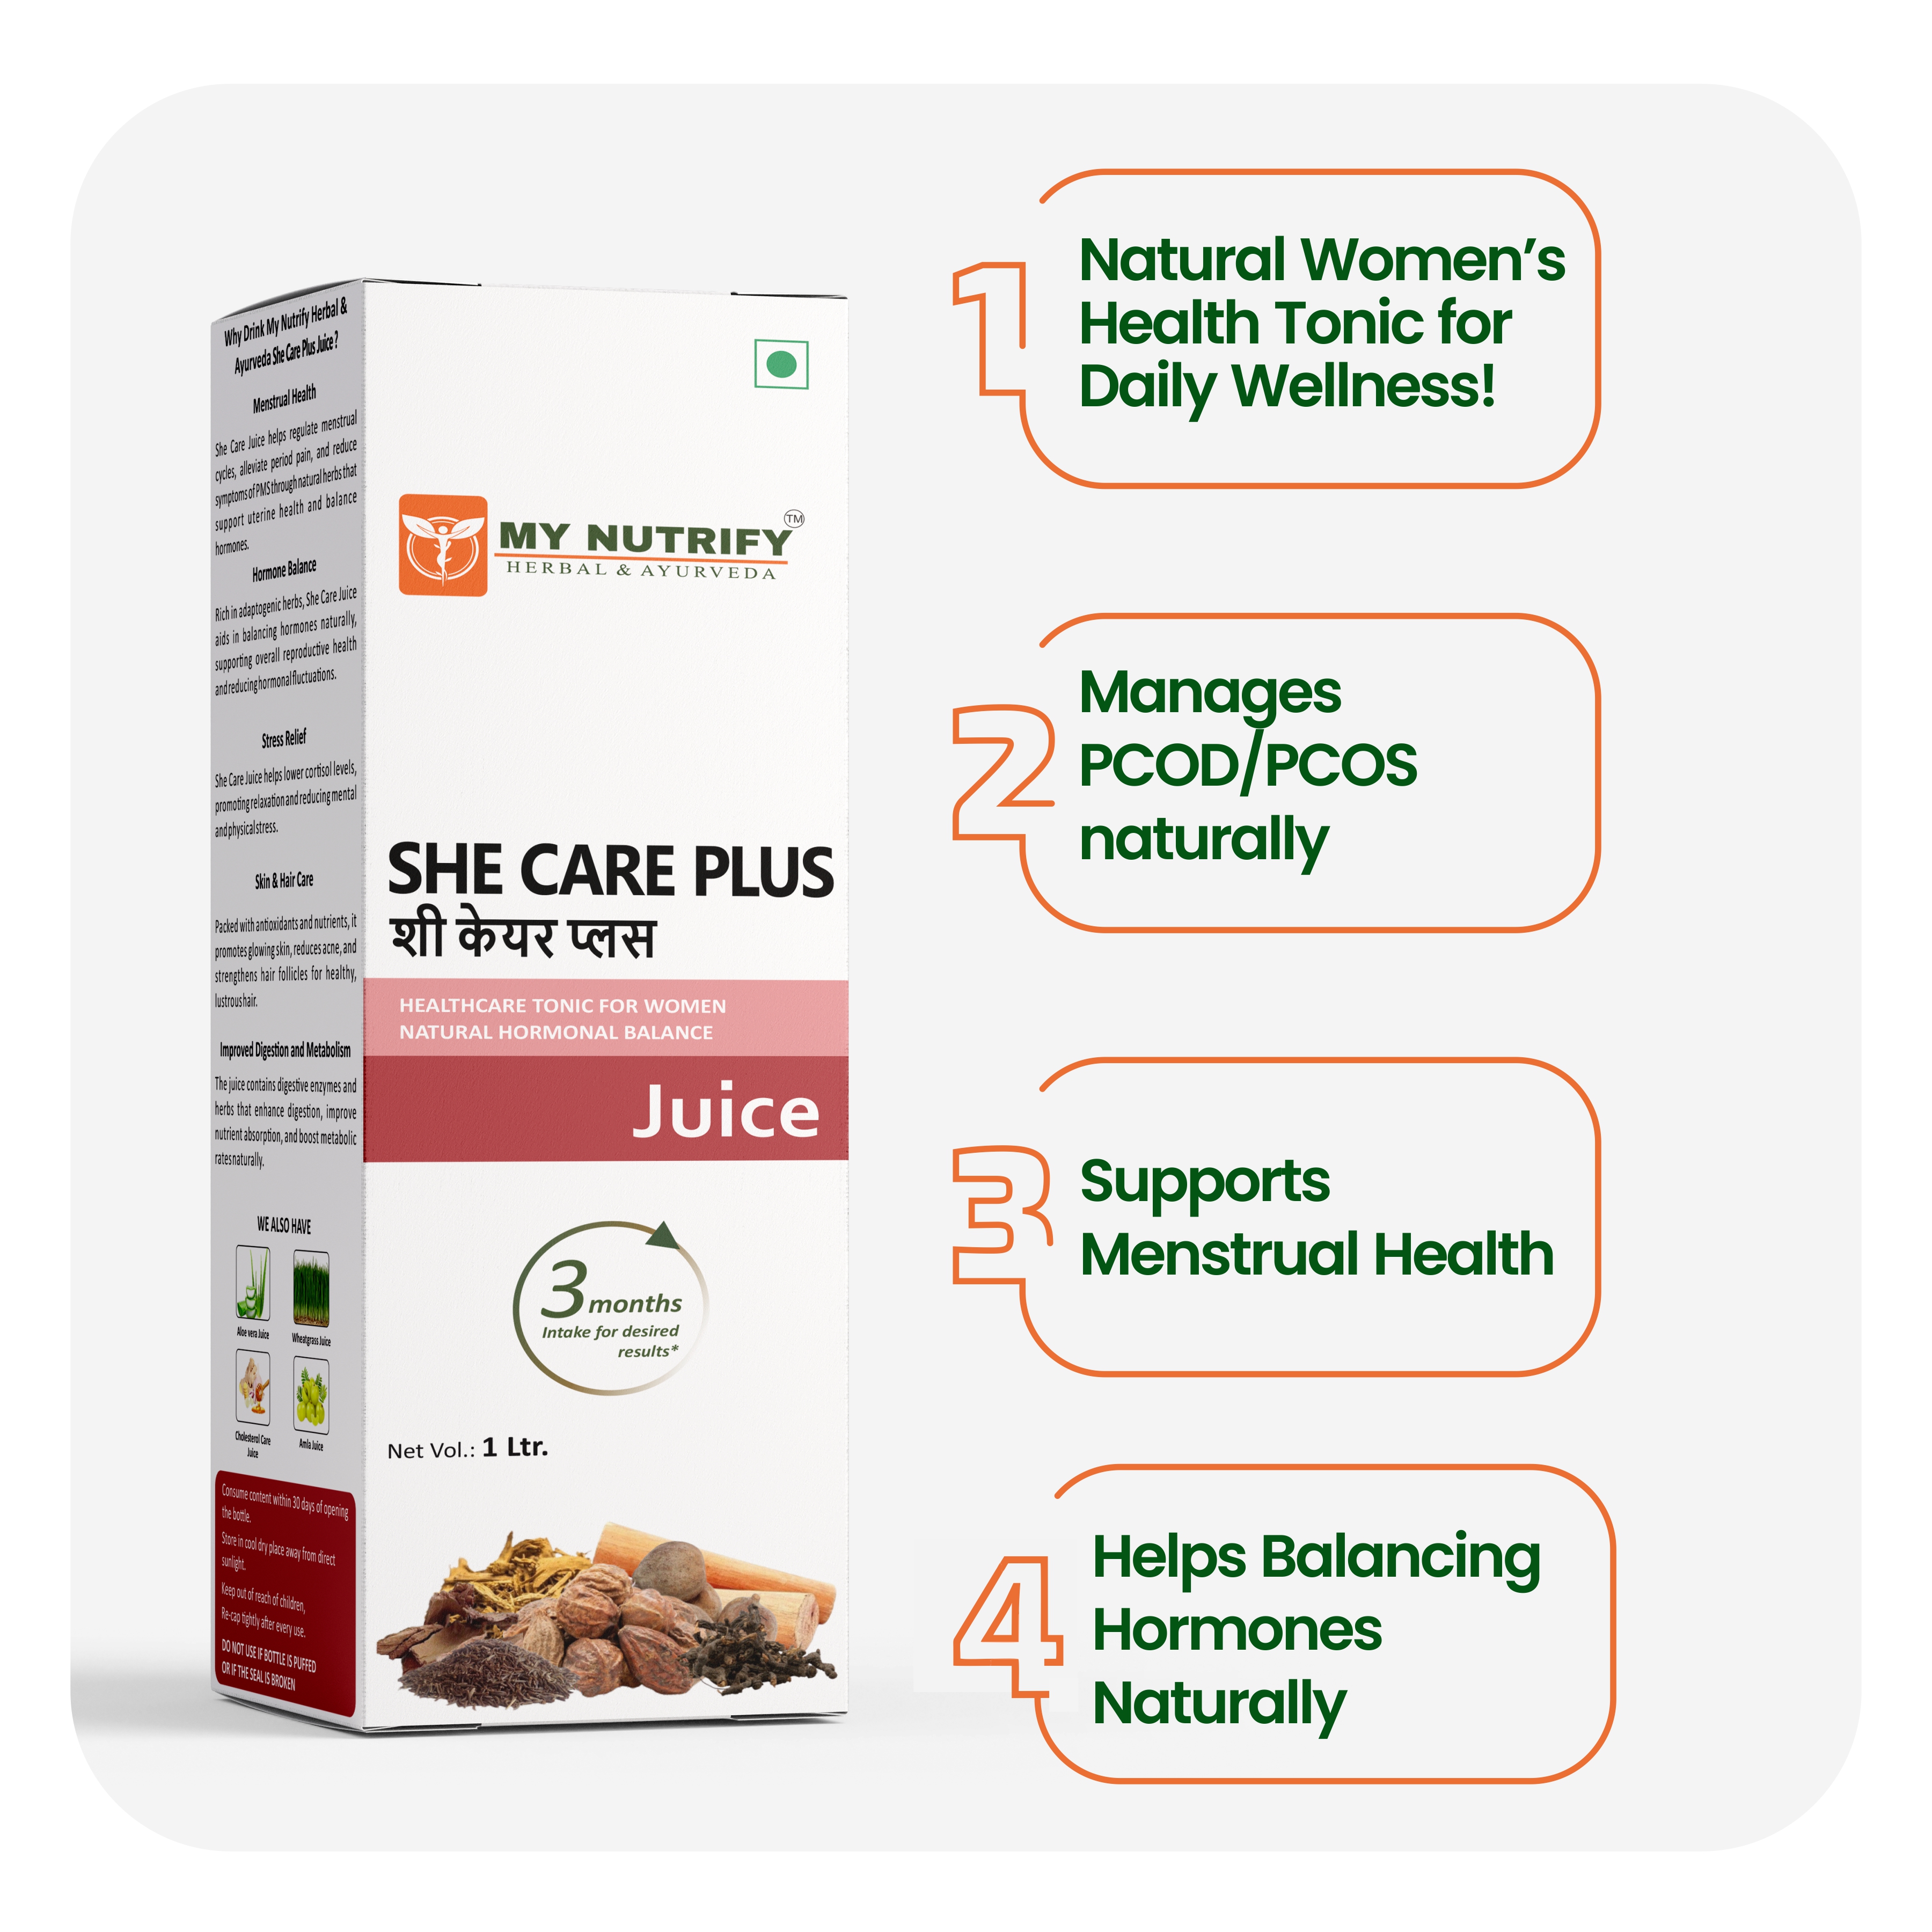 Why Drink My Nutrify Herbal &
Ayurveda She Care Plus Juice ?
Menstrual Health
She Care Juice helps regulate menstrual
cycles, alleviate period pain, and reduce
symptoms of PMS through natural herbs that
support uterine health and balance
hormones.
Hormone Balance
Rich in adaptogenic herbs, She Care Juice
aids in balancing hormones naturally,
supporting overall reproductive health
and reducing hormonal fluctuations.
Stress Relief
She Care Juice helps lower cortisol levels,
promoting relaxation and reducing mental
and physical stress.
Skin & Hair Care
Packed with antioxidants and nutrients, it
promotes glowing skin, reduces acne, and
strengthens hair follicles for healthy,
lustrous hair.
Improved Digestion and Metabolism
The juice contains digestive enzymes and
herbs that enhance digestion, improve
nutrient absorption, and boost metabolic
rates naturally.
WE ALSO HAVE
Aloe vera Juice
Wheatgrass Juice
Cholesterol Care
Juice
Amla Juice
Consume content within 30 days of opening
the bottle.
Store in cool dry place away from direct
sunlight.
Keep out of reach of children,
Re-cap tightly after every use.
DO NOT USE IF BOTTLE IS PUFFED
OR IF THE SEAL IS BROKEN
MY NUTRIFY TM
HERBAL & AYURVEDA
SHE CARE PLUS
शी केयर प्लस
HEALTHCARE TONIC FOR WOMEN
NATURAL HORMONAL BALANCE
Juice
3 months
Intake for desired
results*
Net Vol.: 1 Ltr.
1
Natural Women's
Health Tonic for
Daily Wellness!
2
Manages
PCOD/PCOS
naturally
3
Supports
Menstrual Health
4
Helps Balancing
Hormones
Naturally